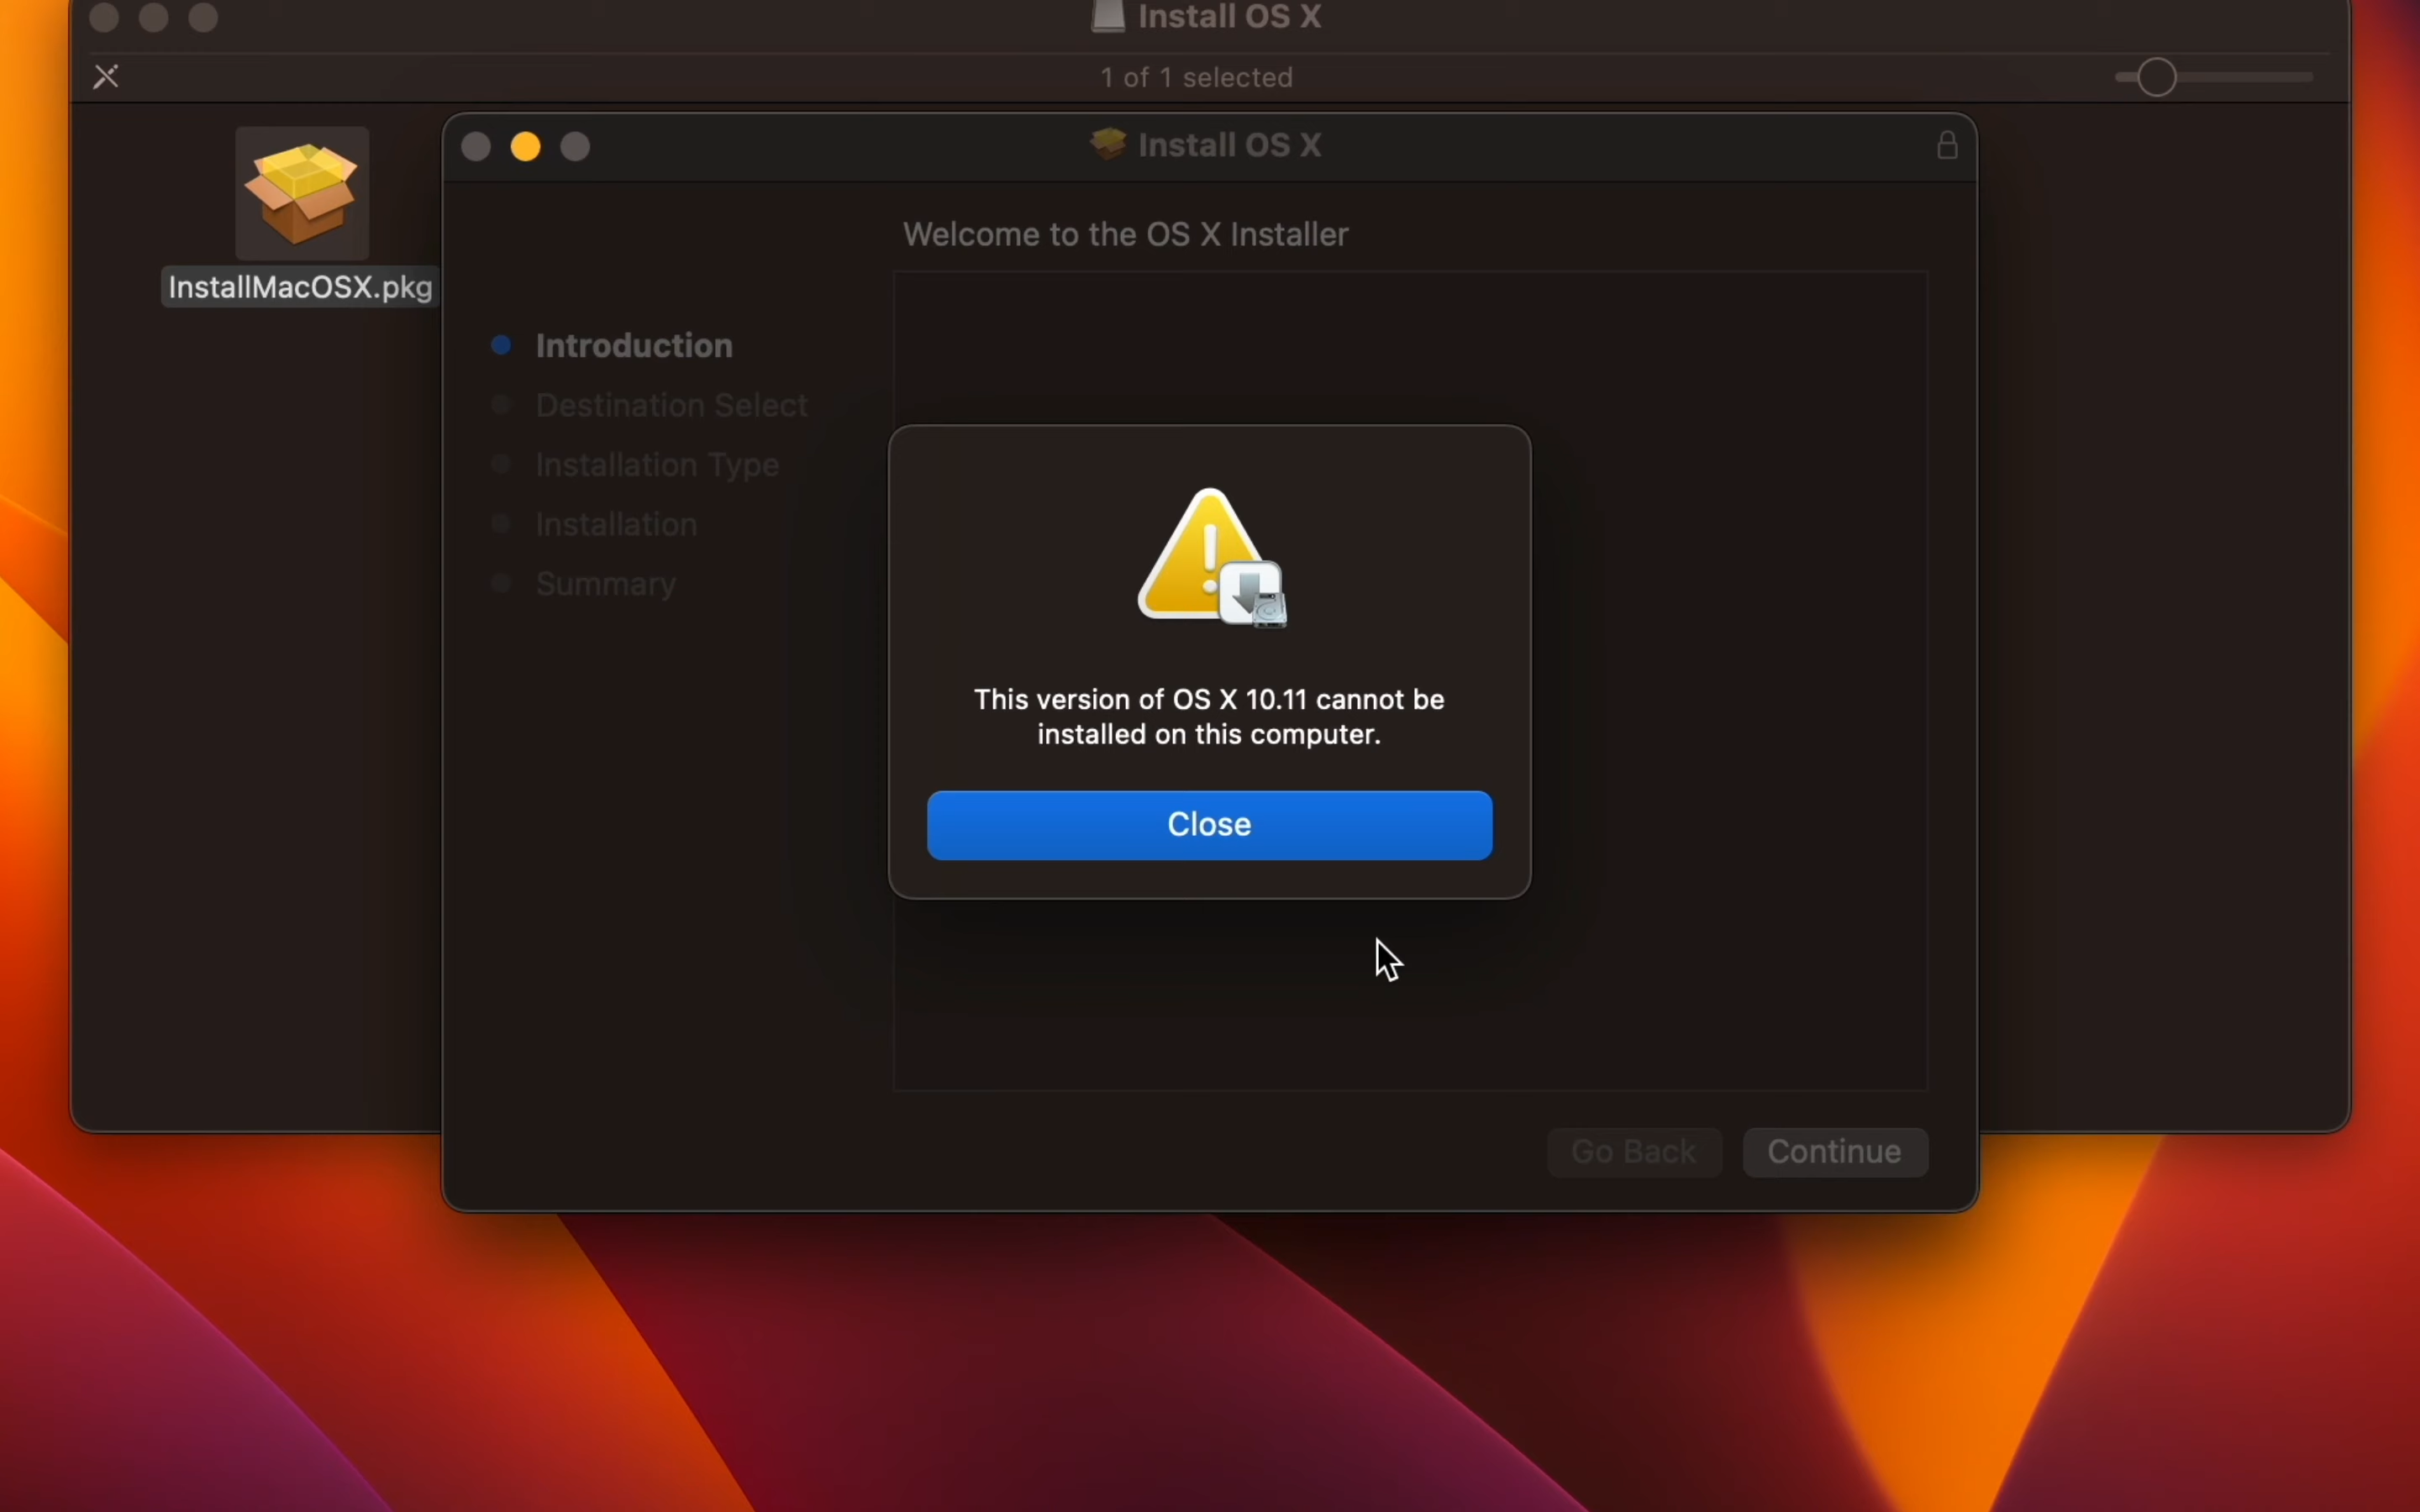 Install OS X
1 of 1 selected
InstallMacOSX.pkg
Install OS X
Welcome to the OS X Installer
Introduction
Destination Select
Installation Type
Installation
Summary
This version of OS X 10.11 cannot be
installed on this computer.
Close
Go Back
Continue